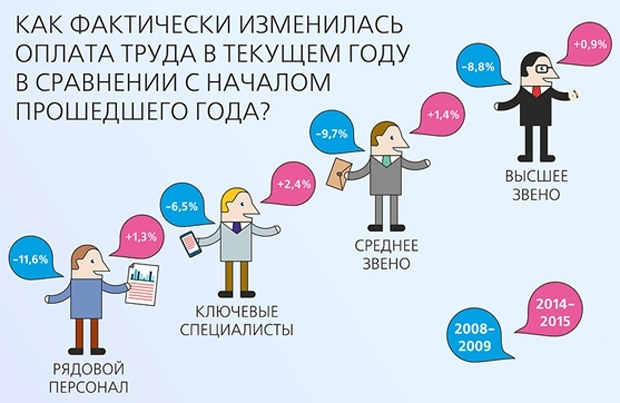 КАК ФАКТИЧЕСКИ ИЗМЕНИЛАСЬ
ОПЛАТА ТРУДА В ТЕКУЩЕМ ГОДУ
В СРАВНЕНИИ С НАЧАЛОМ
ПРОШЕДШЕГО ГОДА?
–11,6%
+1,3%
РЯДОВОЙ
ПЕРСОНАЛ
–6,5%
+2,4%
КЛЮЧЕВЫЕ
СПЕЦИАЛИСТЫ
–9,7%
+1,4%
СРЕДНЕЕ
ЗВЕНО
–8,8%
+0,9%
ВЫСШЕЕ
ЗВЕНО
2008–
2009
2014–
2015